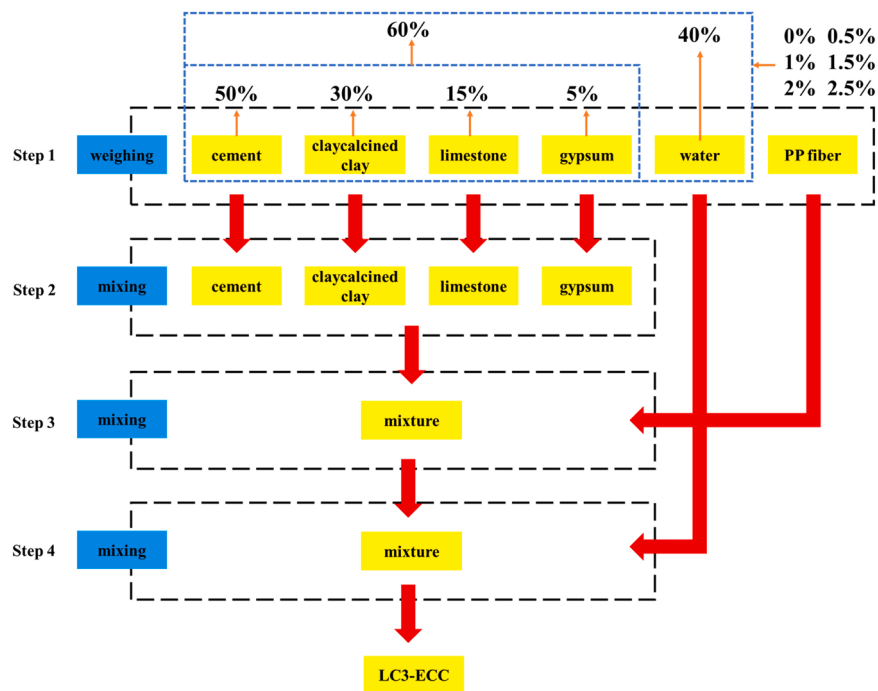 60%
40%
0% 0.5%
1% 1.5%
2% 2.5%
50%
30%
15%
5%
Step 1
weighing
cement
claycalcined
clay
limestone
gypsum
water
PP fiber
Step 2
mixing
cement
claycalcined
clay
limestone
gypsum
Step 3
mixing
mixture
Step 4
mixing
mixture
LC3-ECC